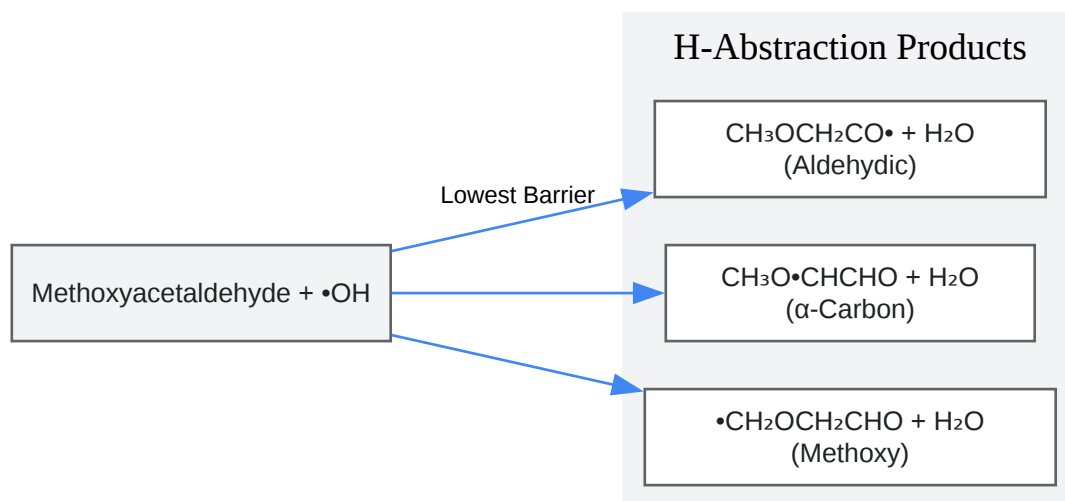 H-Abstraction Products
CH₃OCH₂CO• + H₂O
(Aldehydic)
Lowest Barrier
Methoxyacetaldehyde + •OH
CH₃O•CHCHO + H₂O
(α-Carbon)
•CH₂OCH₂CHO + H₂O
(Methoxy)